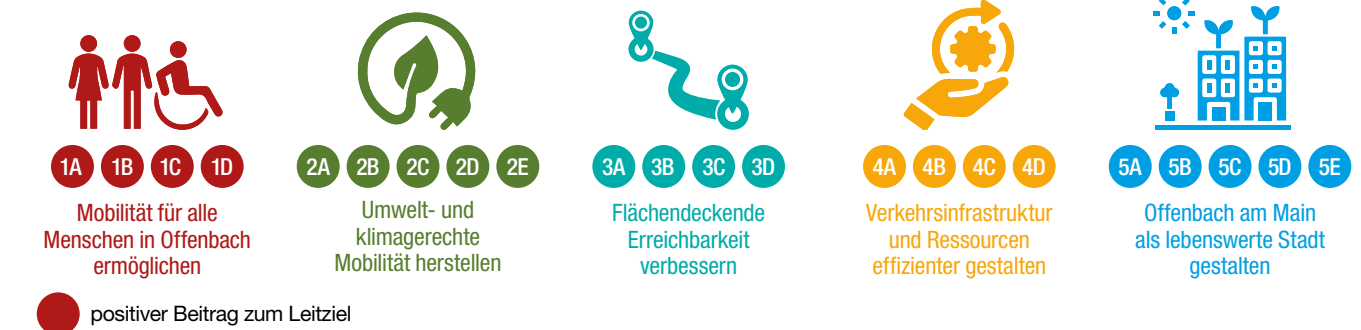 1A 1B 1C 1D
Mobilität für alle
Menschen in Offenbach
ermöglichen
2A 2B 2C 2D 2E
Umwelt- und
klimagerechte
Mobilität herstellen
3A 3B 3C 3D
Flächendeckende
Erreichbarkeit
verbessern
4A 4B 4C 4D
Verkehrsinfrastruktur
und Ressourcen
effizienter gestalten
5A 5B 5C 5D 5E
Offenbach am Main
als lebenswerte Stadt
gestalten
positiver Beitrag zum Leitziel